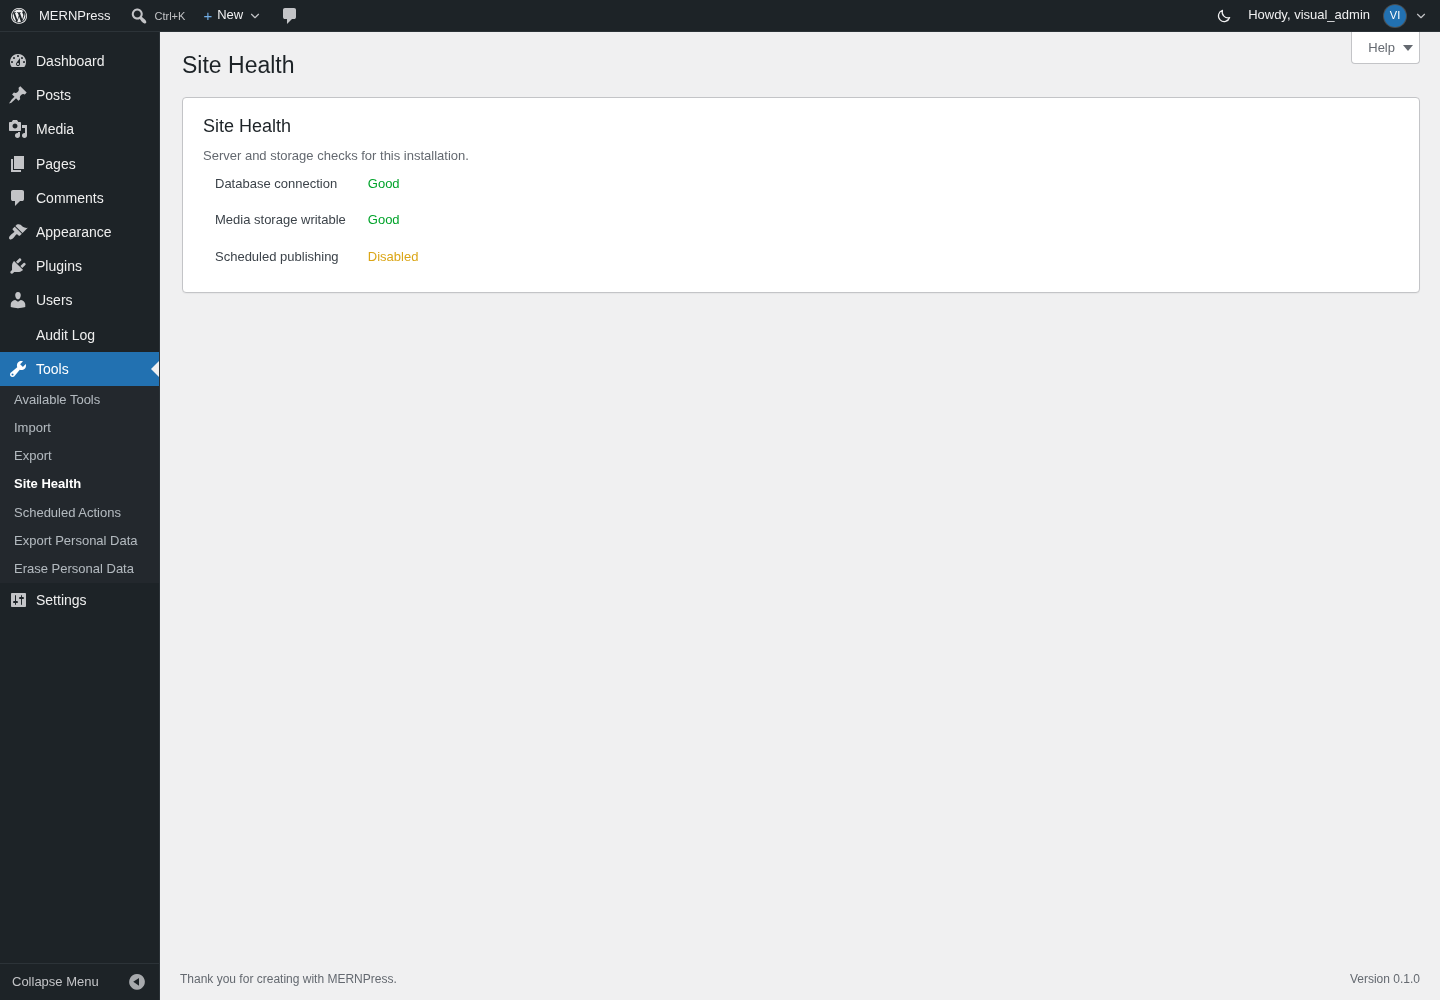 MERNPress Ctrl+K + New Howdy, visual_admin VI
Help
Dashboard
Posts
Media
Pages
Comments
Appearance
Plugins
Users
Audit Log
Tools
Available Tools
Import
Export
Site Health
Scheduled Actions
Export Personal Data
Erase Personal Data
Settings
Collapse Menu
Site Health
Site Health
Server and storage checks for this installation.
Database connection Good
Media storage writable Good
Scheduled publishing Disabled
Thank you for creating with MERNPress. Version 0.1.0